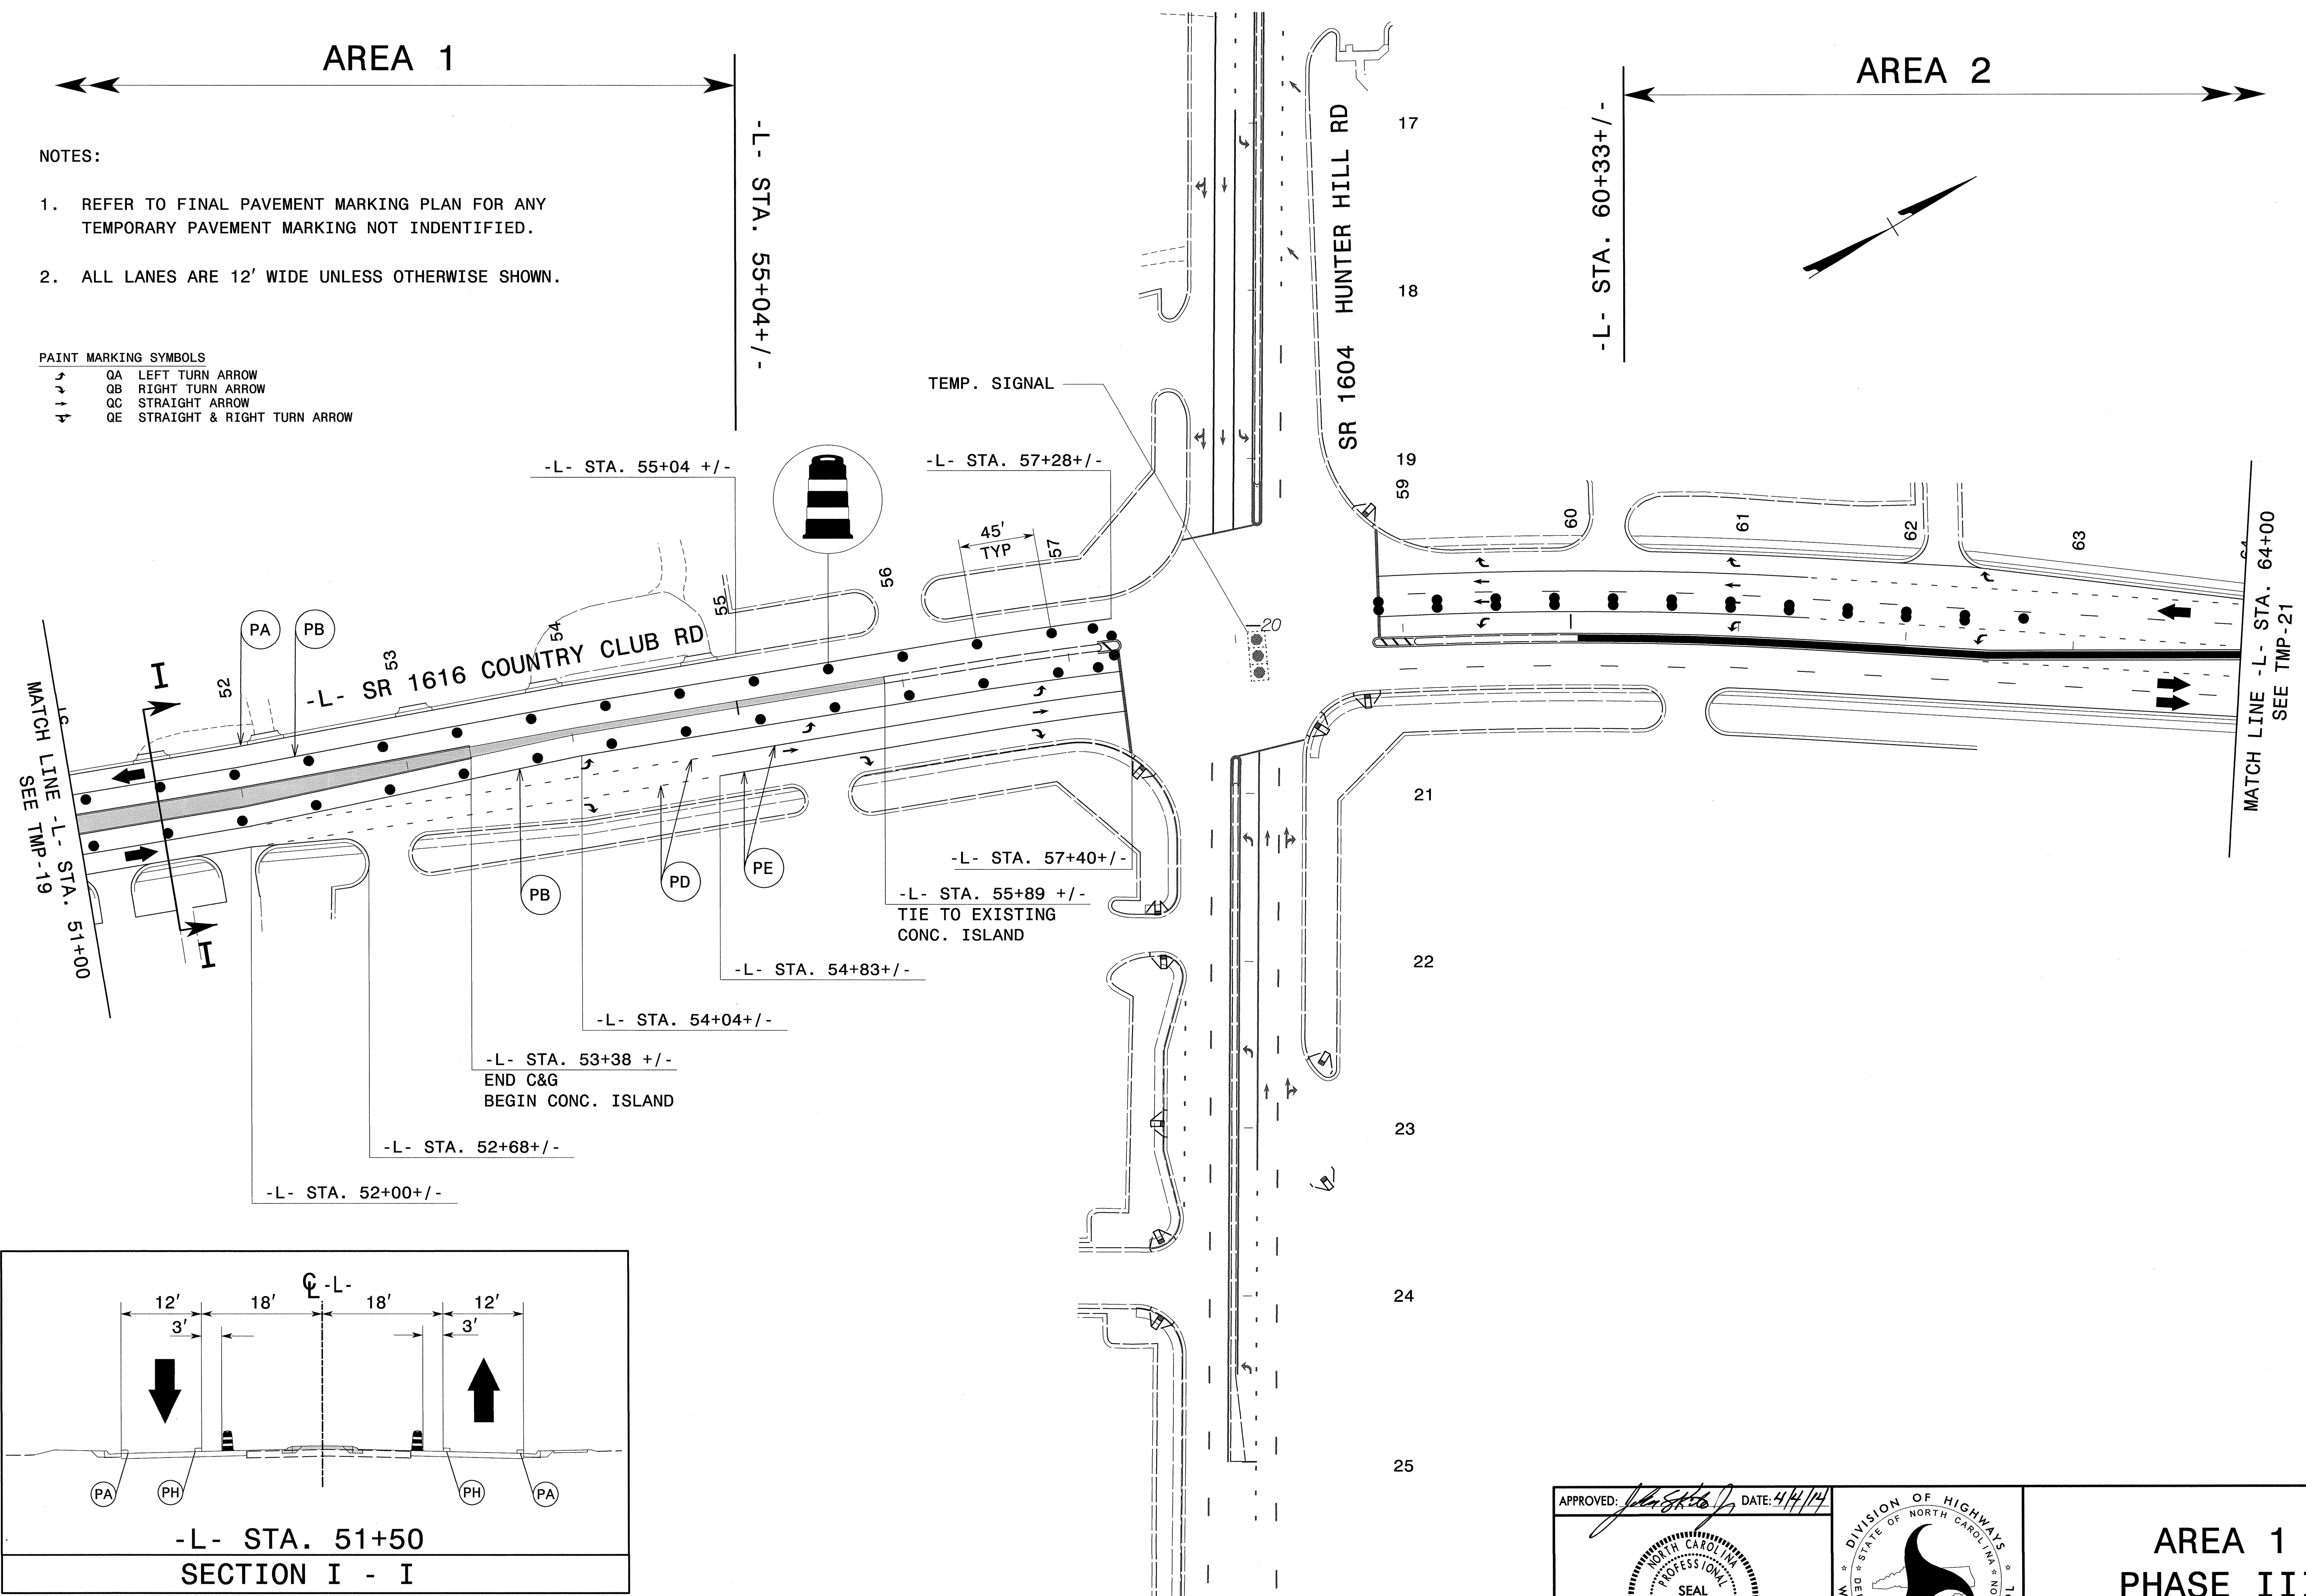 AREA 1
AREA 2
-L- STA. 55+04+/-
-L- STA. 60+33+/-
NOTES:
1. REFER TO FINAL PAVEMENT MARKING PLAN FOR ANY
TEMPORARY PAVEMENT MARKING NOT INDENTIFIED.
2. ALL LANES ARE 12' WIDE UNLESS OTHERWISE SHOWN.
PAINT MARKING SYMBOLS
QA LEFT TURN ARROW
QB RIGHT TURN ARROW
QC STRAIGHT ARROW
QE STRAIGHT & RIGHT TURN ARROW
SR 1604 HUNTER HILL RD
17
18
19
59
TEMP. SIGNAL
-L- STA. 55+04 +/-
-L- STA. 57+28+/-
45'
TYP
57
56
55
54
53
52
51
60
61
62
63
64
20
PA
PB
I
-L- SR 1616 COUNTRY CLUB RD
MATCH LINE -L- STA. 51+00
SEE TMP-19
MATCH LINE -L- STA. 64+00
SEE TMP-21
I
PB
PD
PE
-L- STA. 57+40+/-
-L- STA. 55+89 +/-
TIE TO EXISTING
CONC. ISLAND
-L- STA. 54+83+/-
-L- STA. 54+04+/-
-L- STA. 53+38 +/-
END C&G
BEGIN CONC. ISLAND
-L- STA. 52+68+/-
-L- STA. 52+00+/-
21
22
23
24
25
℄ -L-
12'
18'
18'
12'
3'
3'
PA
PH
PH
PA
-L- STA. 51+50
SECTION I - I
APPROVED:
DATE: 4/4/14
NORTH CAROLINA
PROFESSIONAL
SEAL
DIVISION OF HIGHWAYS
STATE OF NORTH CAROLINA
AREA 1
PHASE III